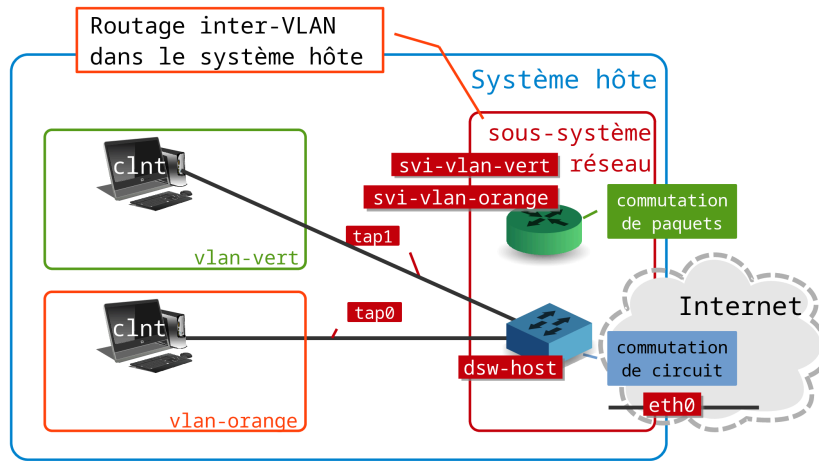 Routage inter-VLAN
dans le système hôte
Système hôte
sous-système
réseau
svi-vlan-vert
svi-vlan-orange
clnt
vlan-vert
tap1
commutation
de paquets
Internet
clnt
vlan-orange
tap0
dsw-host
commutation
de circuit
eth0